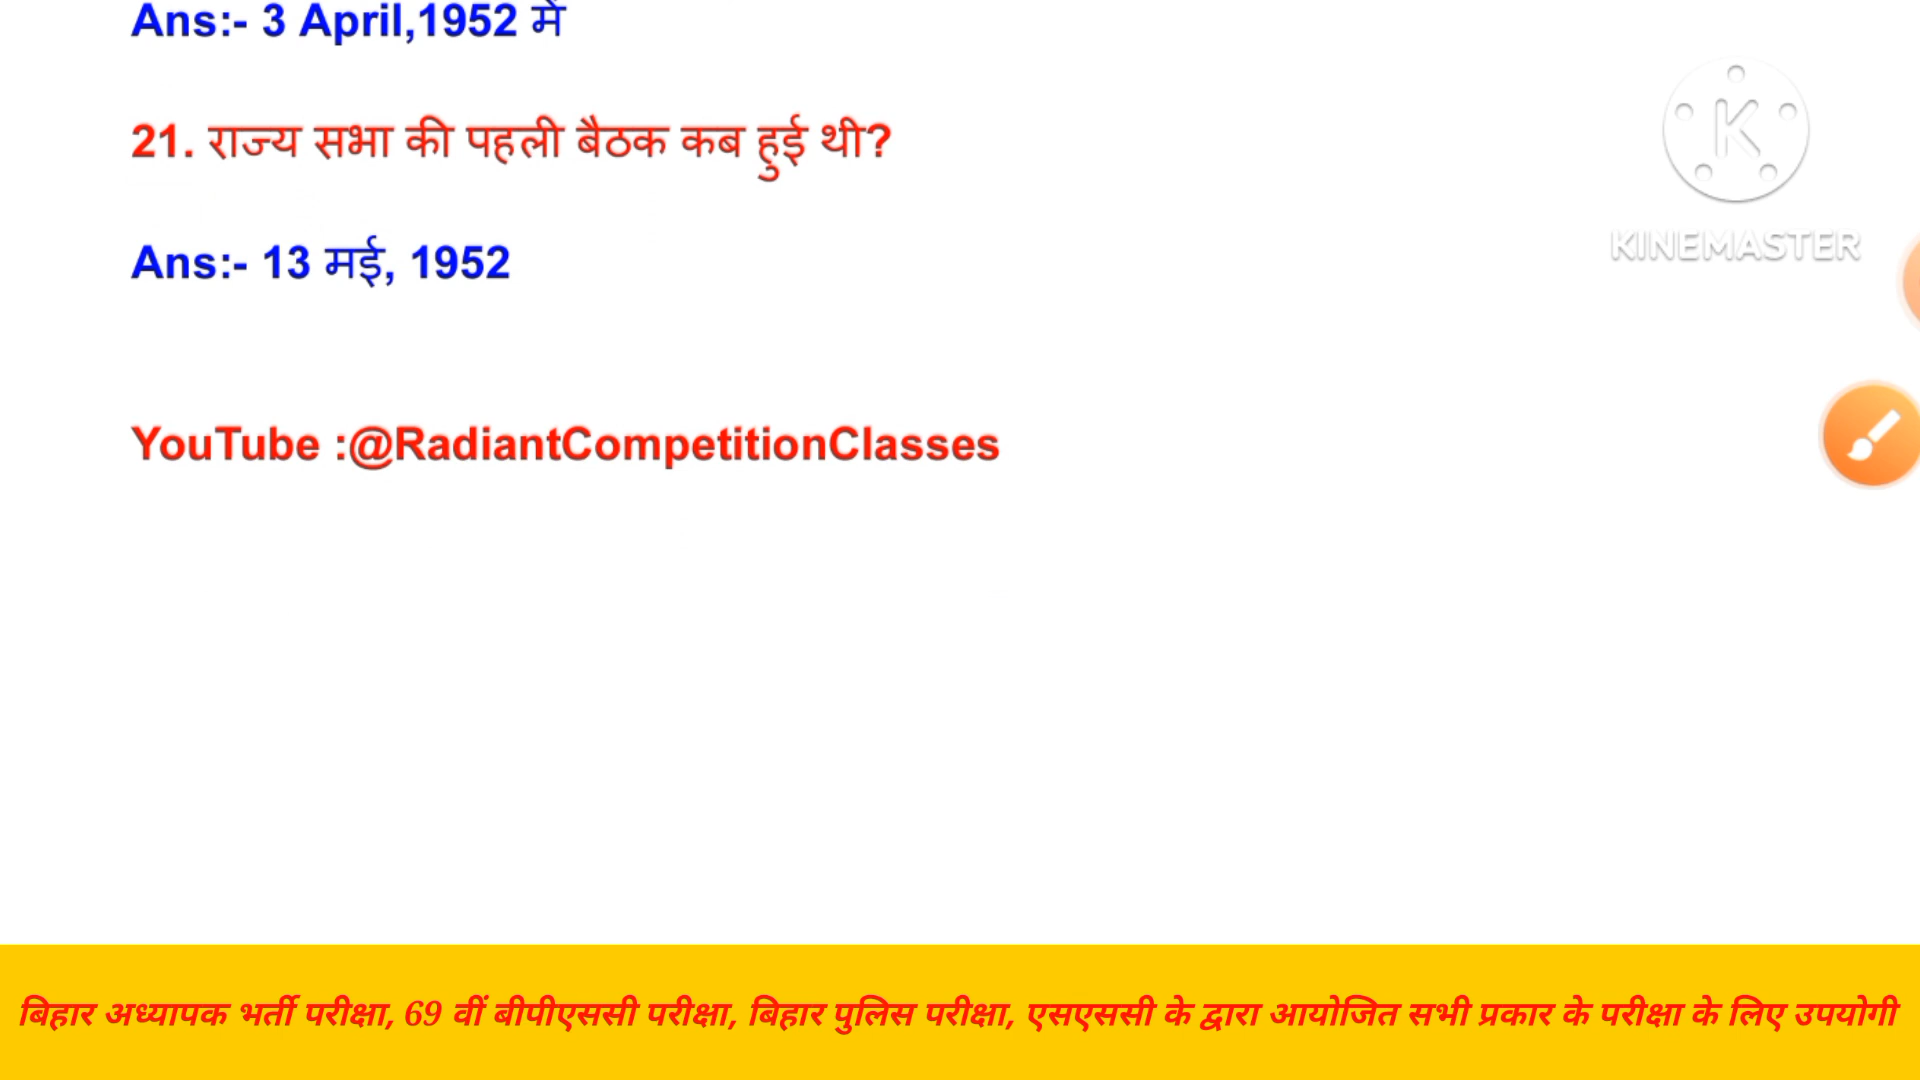 Ans:- 3 April,1952 में
21. राज्य सभा की पहली बैठक कब हुई थी?
Ans:- 13 मई, 1952
K
KINEMASTER
YouTube :@RadiantCompetitionClasses
बिहार अध्यापक भर्ती परीक्षा, 69 वीं बीपीएससी परीक्षा, बिहार पुलिस परीक्षा, एसएससी के द्वारा आयोजित सभी प्रकार के परीक्षा के लिए उपयोगी